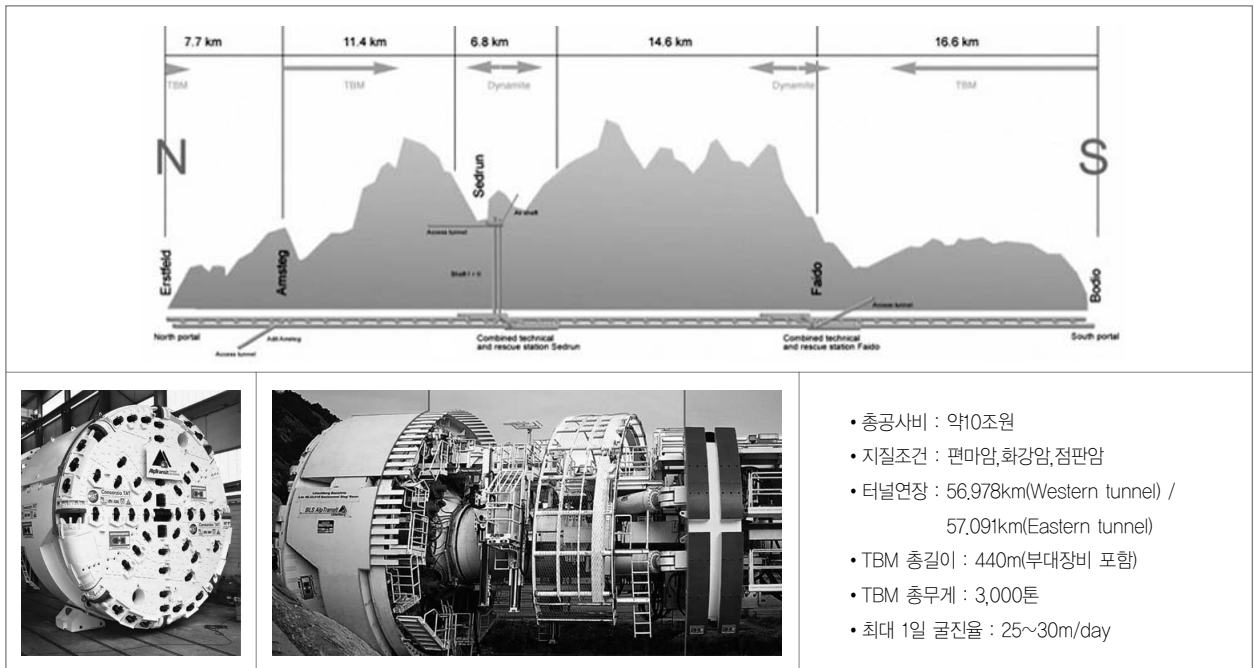 7.7 km
11.4 km
6.8 km
14.6 km
16.6 km
TBM
TBM
Dynamite
Dynamite
TBM
N
S
Sedrun
Air shaft
Access tunnel
Shaft I + II
Erstfeld
Amsteg
Faido
Bodio
Access tunnel
North portal
Adit Amsteg
Access tunnel
Combined technical
and rescue station Sedrun
Combined technical
and rescue station Faido
South portal
AlpTransit
Consorzio TAT
BLS AlpTransit
• 총공사비 : 약10조원
• 지질조건 : 편마암,화강암,점판암
• 터널연장 : 56,978km(Western tunnel) /
57,091km(Eastern tunnel)
• TBM 총길이 : 440m(부대장비 포함)
• TBM 총무게 : 3,000톤
• 최대 1일 굴진율 : 25~30m/day